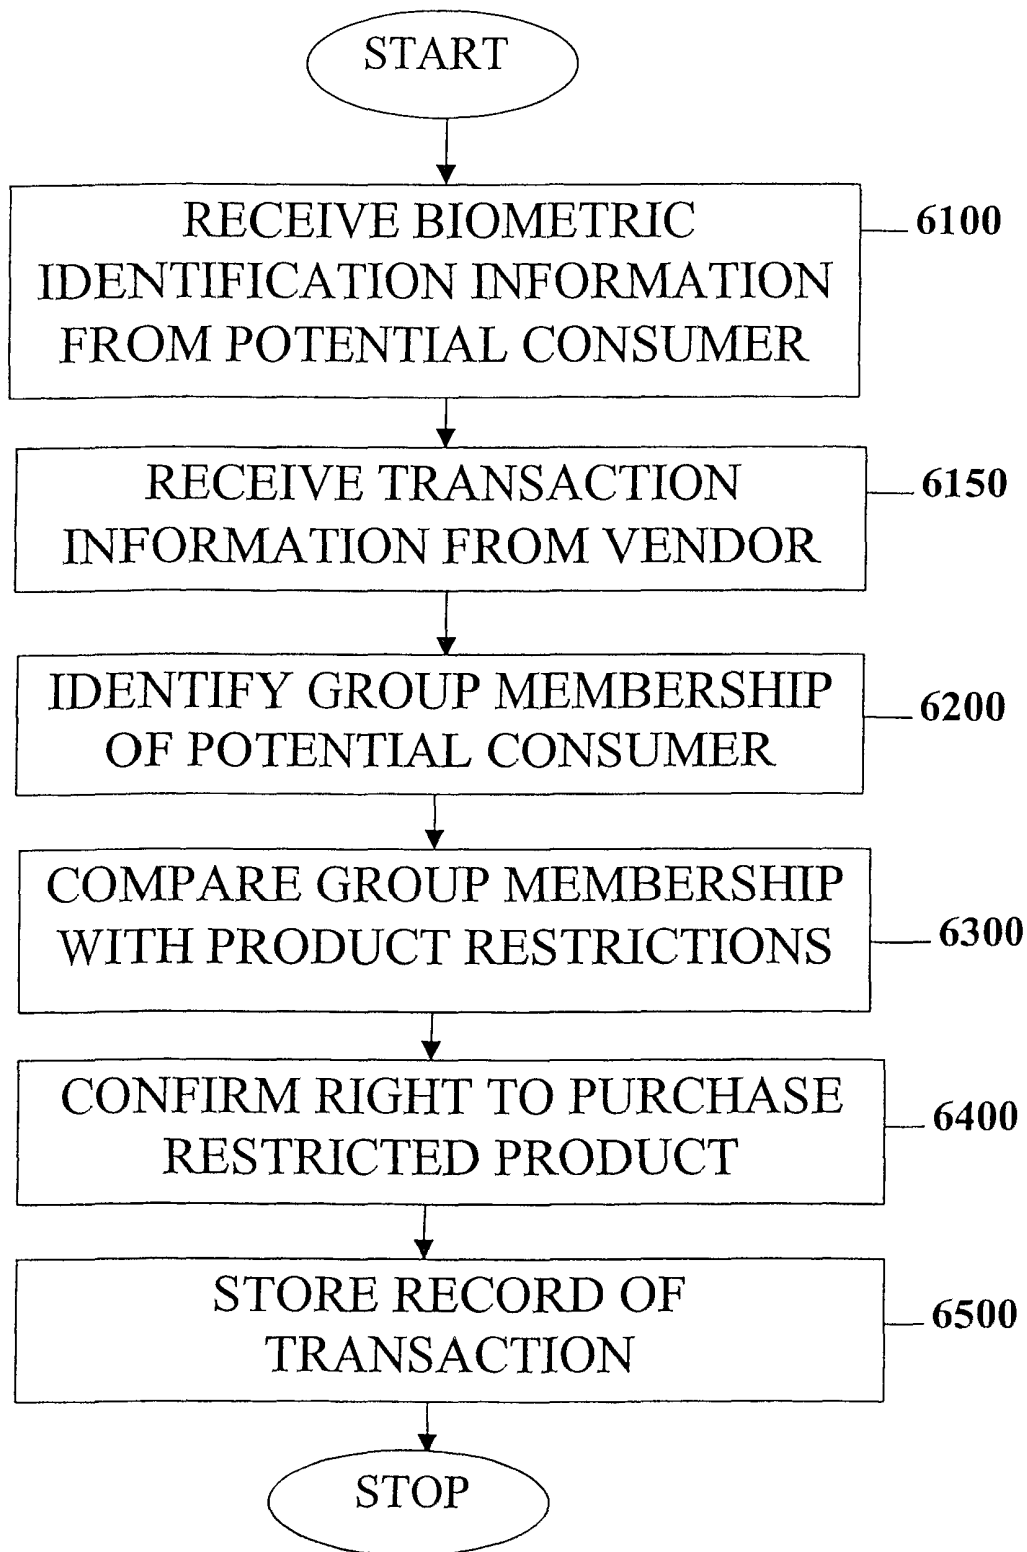 START
RECEIVE BIOMETRIC
IDENTIFICATION INFORMATION
FROM POTENTIAL CONSUMER
6100
RECEIVE TRANSACTION
INFORMATION FROM VENDOR
6150
IDENTIFY GROUP MEMBERSHIP
OF POTENTIAL CONSUMER
6200
COMPARE GROUP MEMBERSHIP
WITH PRODUCT RESTRICTIONS
6300
CONFIRM RIGHT TO PURCHASE
RESTRICTED PRODUCT
6400
STORE RECORD OF
TRANSACTION
6500
STOP